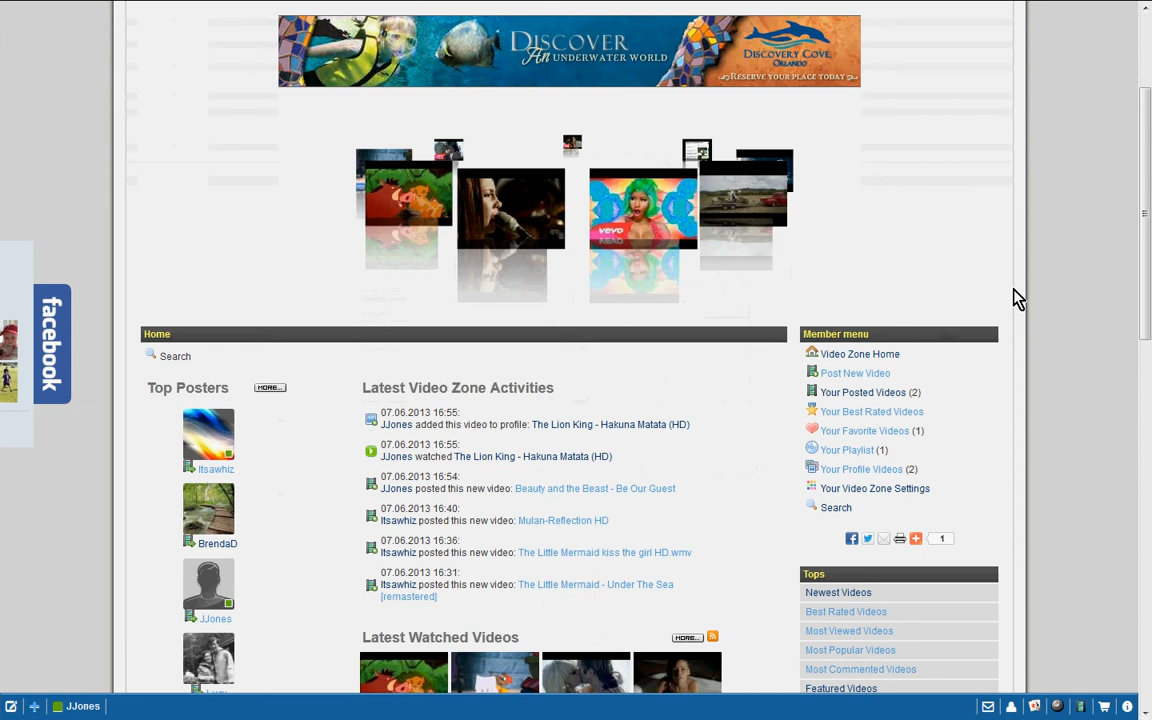 DISCOVER
An UNDERWATER WORLD
DISCOVERY COVE
ORLANDO
RESERVE YOUR PLACE TODAY
vevo
facebook
Home
Search
Top Posters
MORE...
Itsawhiz
BrendaD
JJones
Latest Video Zone Activities
07.06.2013 16:55:
JJones added this video to profile: The Lion King - Hakuna Matata (HD)
07.06.2013 16:55:
JJones watched The Lion King - Hakuna Matata (HD)
07.06.2013 16:54:
JJones posted this new video: Beauty and the Beast - Be Our Guest
07.06.2013 16:40:
Itsawhiz posted this new video: Mulan-Reflection HD
07.06.2013 16:36:
Itsawhiz posted this new video: The Little Mermaid kiss the girl HD.wmv
07.06.2013 16:31:
Itsawhiz posted this new video: The Little Mermaid - Under The Sea
[remastered]
Latest Watched Videos
MORE...
Member menu
Video Zone Home
Post New Video
Your Posted Videos (2)
Your Best Rated Videos
Your Favorite Videos (1)
Your Playlist (1)
Your Profile Videos (2)
Your Video Zone Settings
Search
1
Tops
Newest Videos
Best Rated Videos
Most Viewed Videos
Most Popular Videos
Most Commented Videos
Featured Videos
JJones